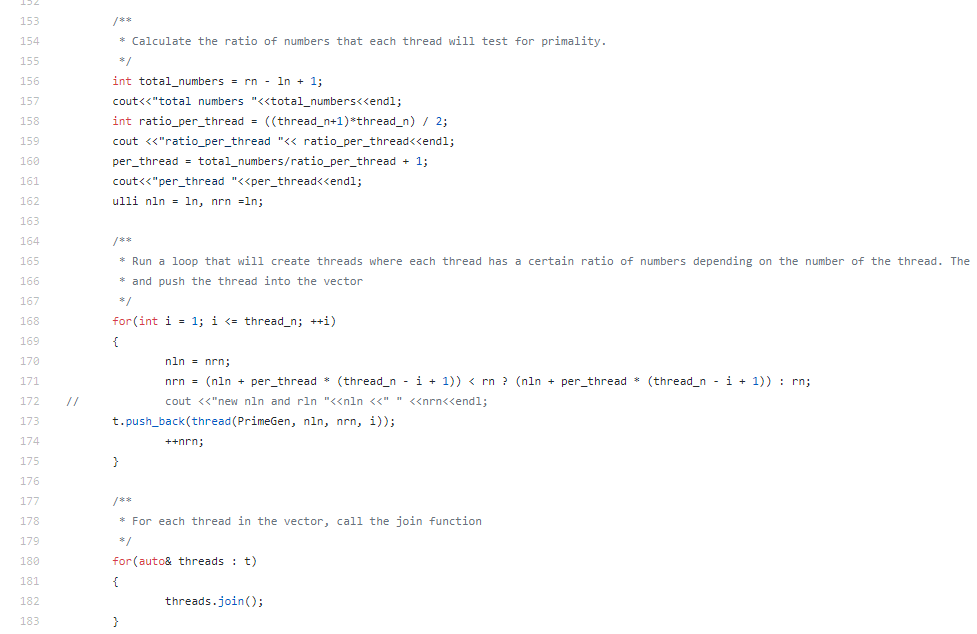 152
153 /**
154 * Calculate the ratio of numbers that each thread will test for primality.
155 */
156 int total_numbers = rn - ln + 1;
157 cout<<"total numbers "<<total_numbers<<endl;
158 int ratio_per_thread = ((thread_n+1)*thread_n) / 2;
159 cout <<"ratio_per_thread "<< ratio_per_thread<<endl;
160 per_thread = total_numbers/ratio_per_thread + 1;
161 cout<<"per_thread "<<per_thread<<endl;
162 ulli nln = ln, nrn =ln;
163
164 /**
165 * Run a loop that will create threads where each thread has a certain ratio of numbers depending on the number of the thread. The
166 * and push the thread into the vector
167 */
168 for(int i = 1; i <= thread_n; ++i)
169 {
170 nln = nrn;
171 nrn = (nln + per_thread * (thread_n - i + 1)) < rn ? (nln + per_thread * (thread_n - i + 1)) : rn;
172 // cout <<"new nln and rln "<<nln <<" " <<nrn<<endl;
173 t.push_back(thread(PrimeGen, nln, nrn, i));
174 ++nrn;
175 }
176
177 /**
178 * For each thread in the vector, call the join function
179 */
180 for(auto& threads : t)
181 {
182 threads.join();
183 }